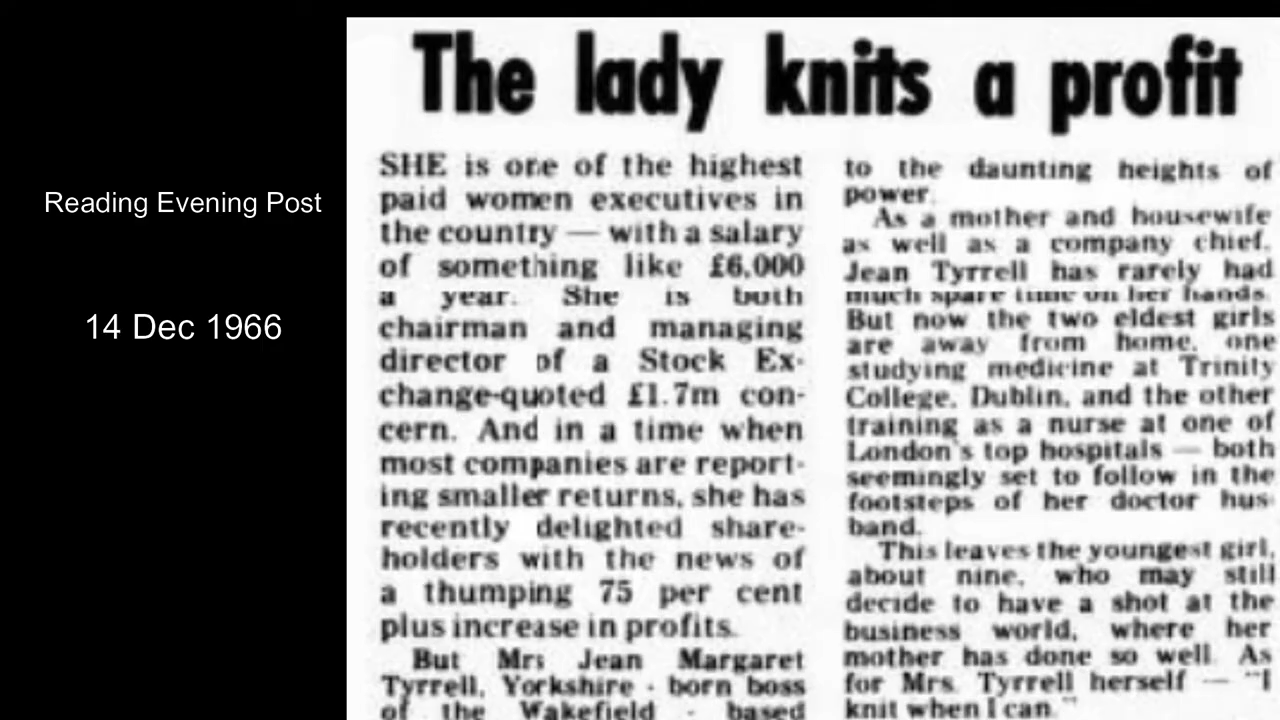 Reading Evening Post
14 Dec 1966
The lady knits a profit
SHE is one of the highest
paid women executives in
the country — with a salary
of something like £6,000
a year. She is both
chairman and managing
director of a Stock Ex-
change-quoted £1.7m con-
cern. And in a time when
most companies are report-
ing smaller returns, she has
recently delighted share-
holders with the news of
a thumping 75 per cent
plus increase in profits.
But Mrs Jean Margaret
Tyrrell, Yorkshire - born boss
of the Wakefield - based
to the daunting heights of
power.
As a mother and housewife
as well as a company chief,
Jean Tyrrell has rarely had
much spare time on her hands.
But now the two eldest girls
are away from home, one
studying medicine at Trinity
College, Dublin, and the other
training as a nurse at one of
London's top hospitals — both
seemingly set to follow in the
footsteps of her doctor hus-
band.
This leaves the youngest girl,
about nine, who may still
decide to have a shot at the
business world, where her
mother has done so well. As
for Mrs. Tyrrell herself — "I
knit when I can."